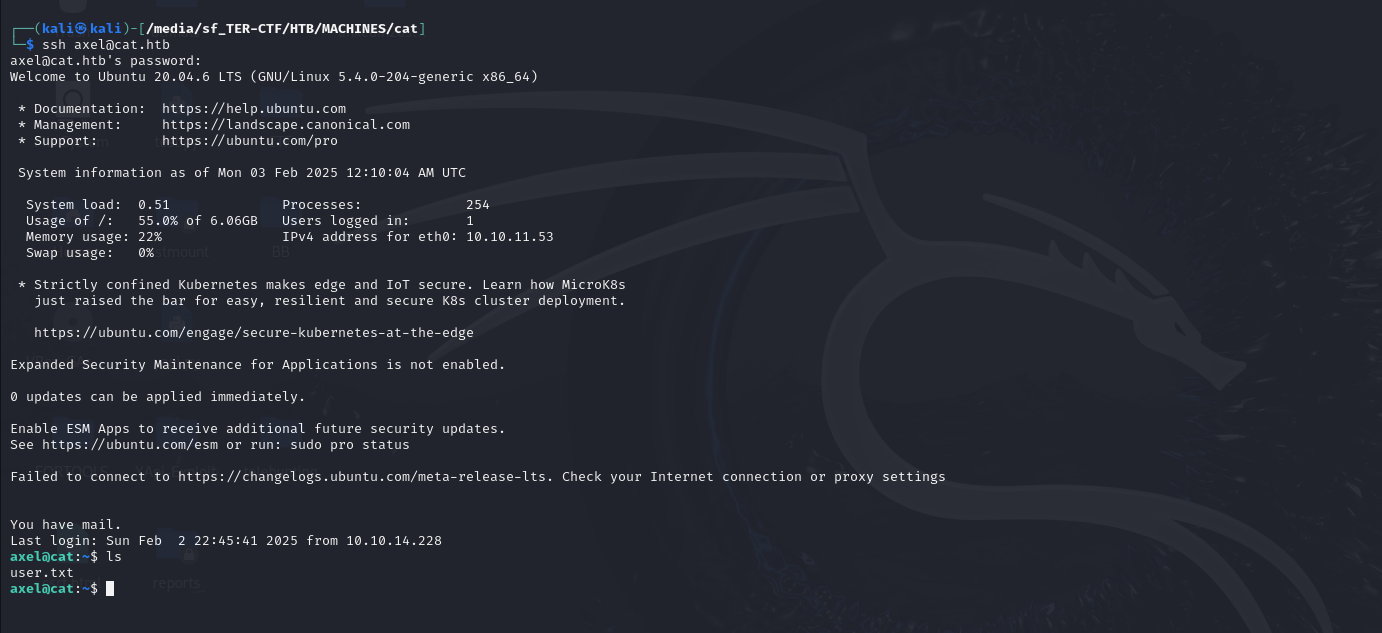 ┌──(kali㉿kali)-[/media/sf_TER-CTF/HTB/MACHINES/cat]
└─$ ssh axel@cat.htb
axel@cat.htb's password:
Welcome to Ubuntu 20.04.6 LTS (GNU/Linux 5.4.0-204-generic x86_64)
* Documentation:  https://help.ubuntu.com
* Management:     https://landscape.canonical.com
* Support:        https://ubuntu.com/pro
System information as of Mon 03 Feb 2025 12:10:04 AM UTC
System load:  0.51              Processes:             254
Usage of /:   55.0% of 6.06GB   Users logged in:       1
Memory usage: 22%               IPv4 address for eth0: 10.10.11.53
Swap usage:   0%
* Strictly confined Kubernetes makes edge and IoT secure. Learn how MicroK8s
just raised the bar for easy, resilient and secure K8s cluster deployment.
https://ubuntu.com/engage/secure-kubernetes-at-the-edge
Expanded Security Maintenance for Applications is not enabled.
0 updates can be applied immediately.
Enable ESM Apps to receive additional future security updates.
See https://ubuntu.com/esm or run: sudo pro status
Failed to connect to https://changelogs.ubuntu.com/meta-release-lts. Check your Internet connection or proxy settings
You have mail.
Last login: Sun Feb  2 22:45:41 2025 from 10.10.14.228
axel@cat:~$ ls
user.txt
axel@cat:~$
reports